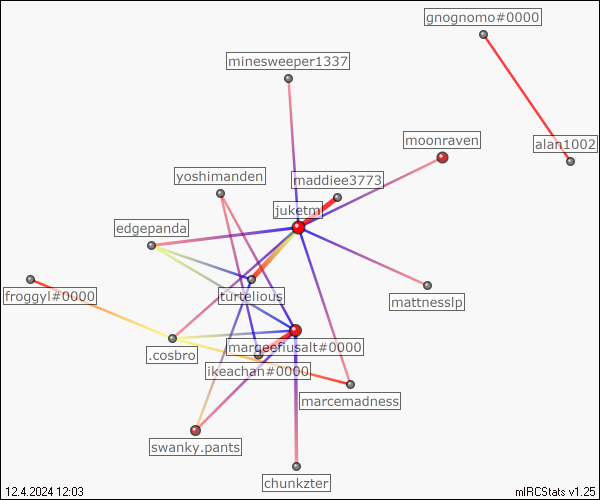 gnognomo#0000
minesweeper1337
moonraven
alan1002
yoshimanden
maddiee3773
juketm
edgepanda
froggyl#0000
turtelious
mattnesslp
.cosbro
margeefiusalt#0000
ikeachan#0000
marcemadness
swanky.pants
chunkzter
12.4.2024 12:03
mIRCStats v1.25